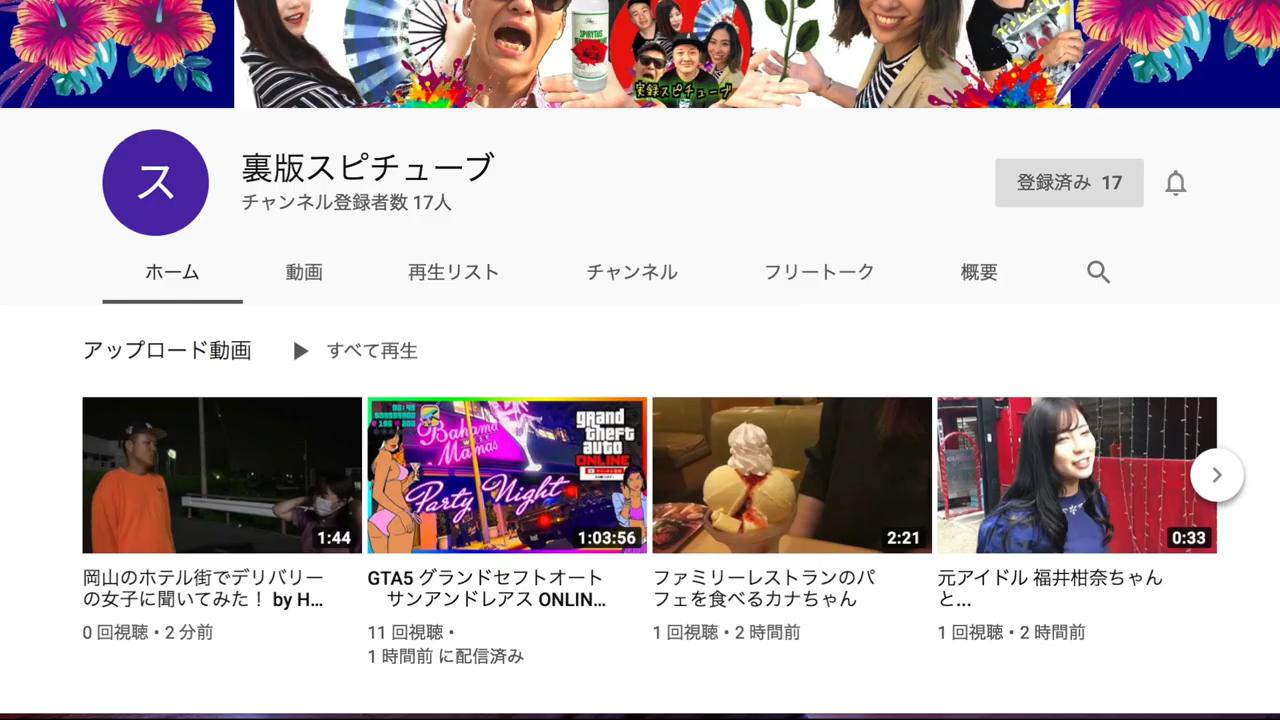 SPIRYTUS
実録スピチューブ
ス
裏版スピチューブ
チャンネル登録者数 17人
登録済み 17
ホーム
動画
再生リスト
チャンネル
フリートーク
概要
アップロード動画
すべて再生
1:44
Bahama
Mamas
Party Night
grand
theft
auto
ONLINE
1:03:56
2:21
0:33
岡山のホテル街でデリバリー
の女子に聞いてみた！ by H...
0 回視聴・2 分前
GTA5 グランドセフトオート
サンアンドレアス ONLIN...
11 回視聴・
1 時間前 に配信済み
ファミリーレストランのパ
フェを食べるカナちゃん
1 回視聴・2 時間前
元アイドル 福井柑奈ちゃん
と...
1 回視聴・2 時間前